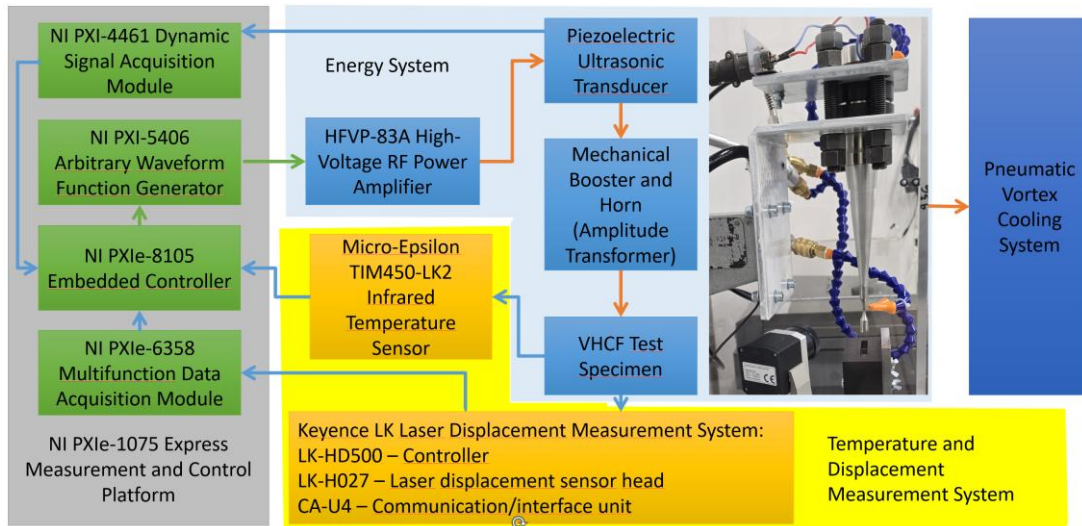 NI PXI-4461 Dynamic
Signal Acquisition
Module
NI PXI-5406
Arbitrary Waveform
Function Generator
NI PXIe-8105
Embedded Controller
NI PXIe-6358
Multifunction Data
Acquisition Module
NI PXIe-1075 Express
Measurement and Control
Platform
Energy System
HFVP-83A High-
Voltage RF Power
Amplifier
Piezoelectric
Ultrasonic
Transducer
Mechanical
Booster and
Horn
(Amplitude
Transformer)
VHCF Test
Specimen
Micro-Epsilon
TIM450-LK2
Infrared
Temperature
Sensor
Keyence LK Laser Displacement Measurement System:
LK-HD500 – Controller
LK-H027 – Laser displacement sensor head
CA-U4 – Communication/interface unit
Temperature and
Displacement
Measurement System
Pneumatic
Vortex
Cooling
System